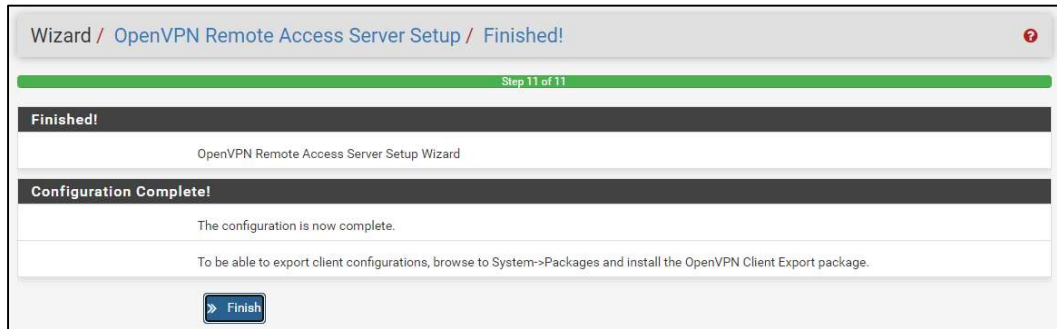 Wizard / OpenVPN Remote Access Server Setup / Finished!
Step 11 of 11
Finished!
OpenVPN Remote Access Server Setup Wizard
Configuration Complete!
The configuration is now complete.
To be able to export client configurations, browse to System->Packages and install the OpenVPN Client Export package.
» Finish